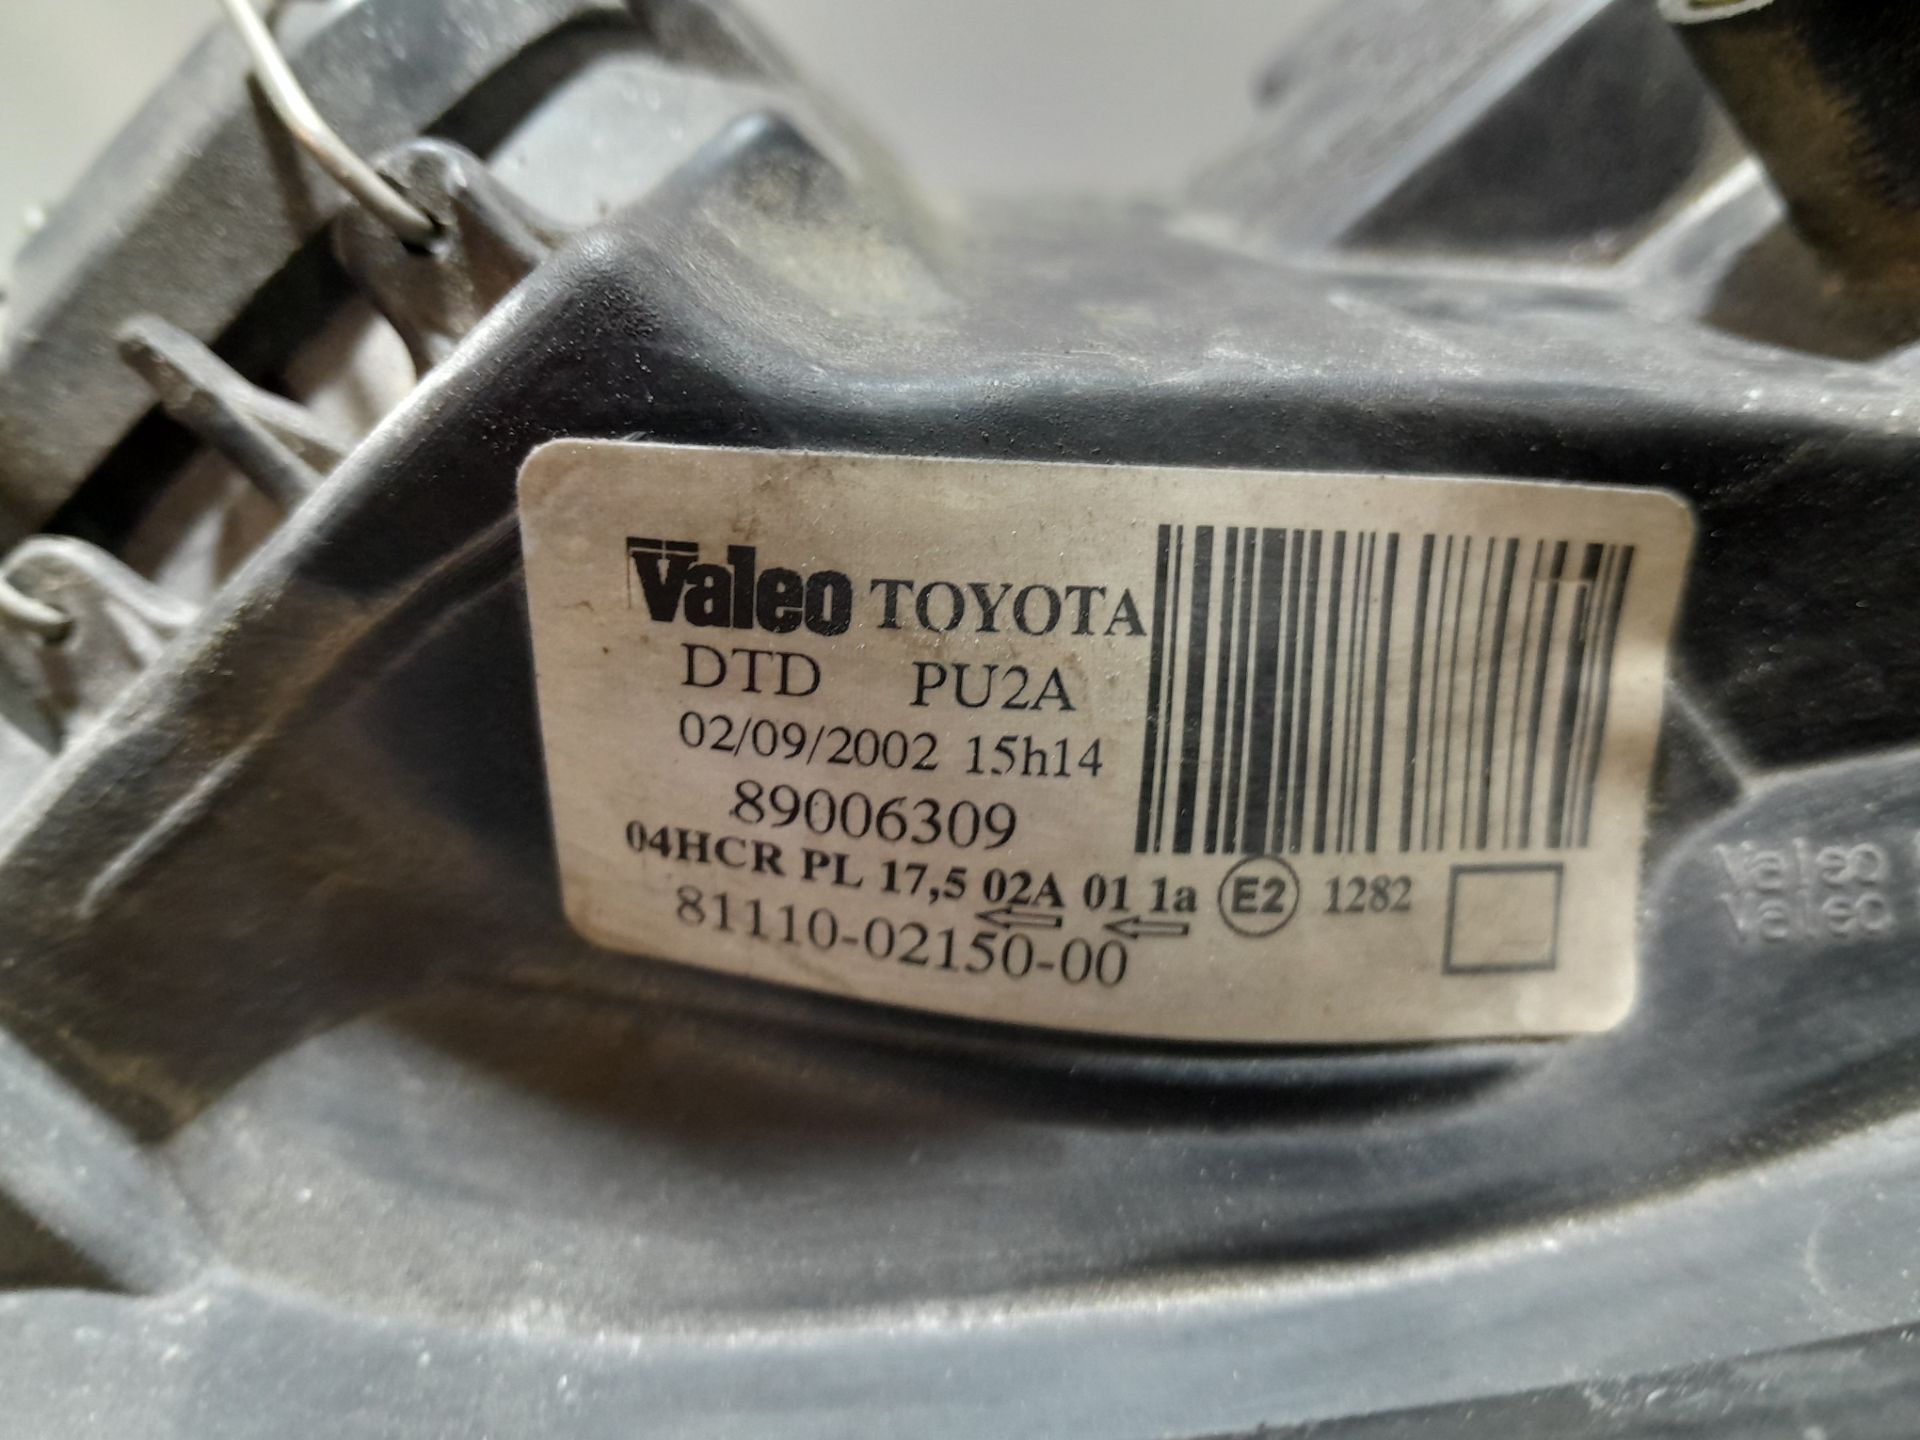 Valeo TOYOTA
DTD PU2A
02/09/2002 15h14
89006309
04HCR PL 17,5 02A 01 1a E2 1282
81110-02150-00
Valeo
Valeo